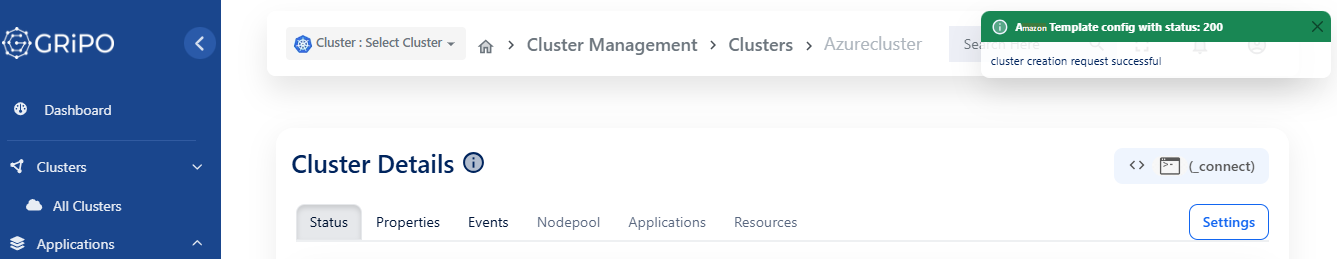 GRiPO
Cluster : Select Cluster
Cluster Management
Clusters
Azurecluster
Search Here
Amazon Template config with status: 200
cluster creation request successful
Dashboard
Clusters
All Clusters
Applications
Cluster Details
(_connect)
Status
Properties
Events
Nodepool
Applications
Resources
Settings